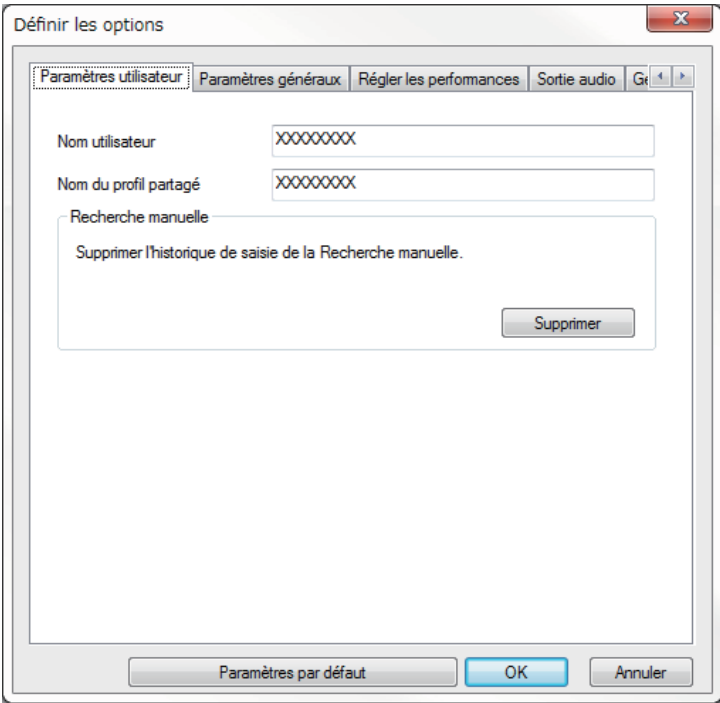 Définir les options
Paramètres utilisateur Paramètres généraux Régler les performances Sortie audio
Nom utilisateur XXXXXXXX
Nom du profil partagé XXXXXXXX
Recherche manuelle
Supprimer l'historique de saisie de la Recherche manuelle.
Supprimer
Paramètres par défaut OK Annuler